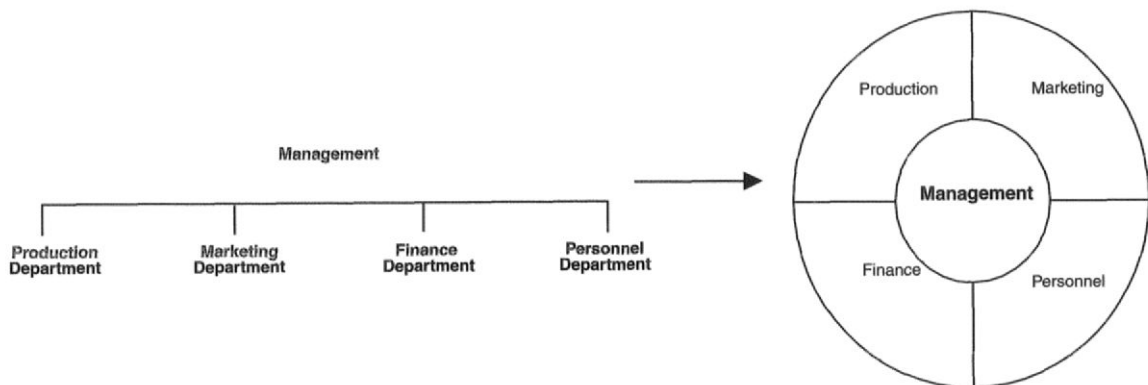 Management
Production
Department
Marketing
Department
Finance
Department
Personnel
Department
Production
Marketing
Management
Finance
Personnel